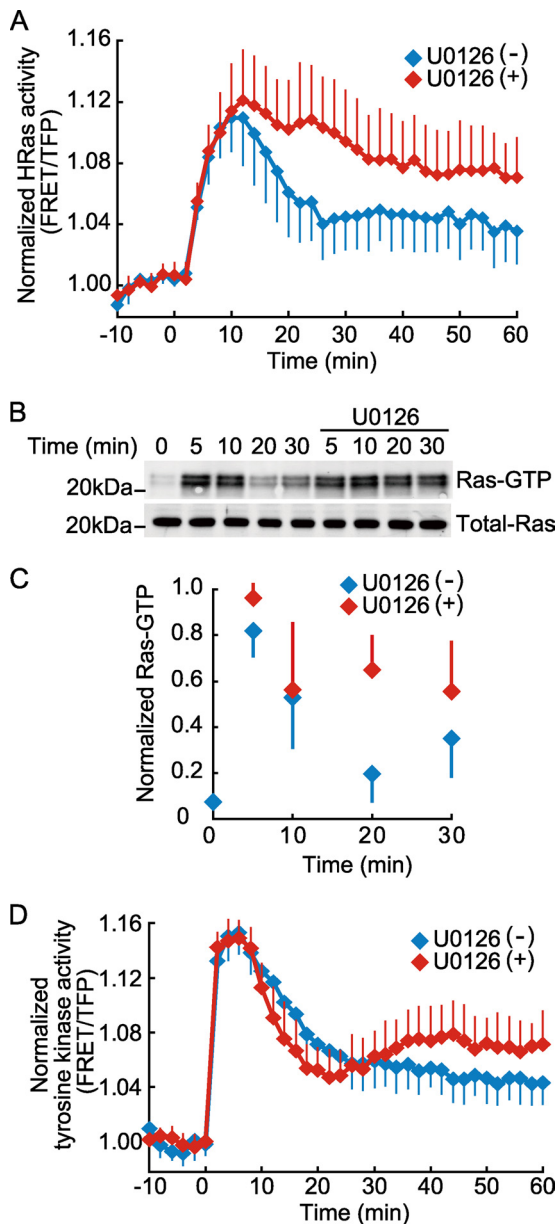 A
Normalized HRas activity
(FRET/TFP)
1.16
1.12
1.08
1.04
1.00
U0126 (-)
U0126 (+)
-10 0 10 20 30 40 50 60
Time (min)
B
U0126
Time (min) 0 5 10 20 30 5 10 20 30
20kDa
Ras-GTP
20kDa
Total-Ras
C
Normalized Ras-GTP
1.0
0.8
0.6
0.4
0.2
0
U0126 (-)
U0126 (+)
0 10 20 30
Time (min)
D
Normalized
tyrosine kinase activity
(FRET/TFP)
1.16
1.12
1.08
1.04
1.00
U0126 (-)
U0126 (+)
-10 0 10 20 30 40 50 60
Time (min)